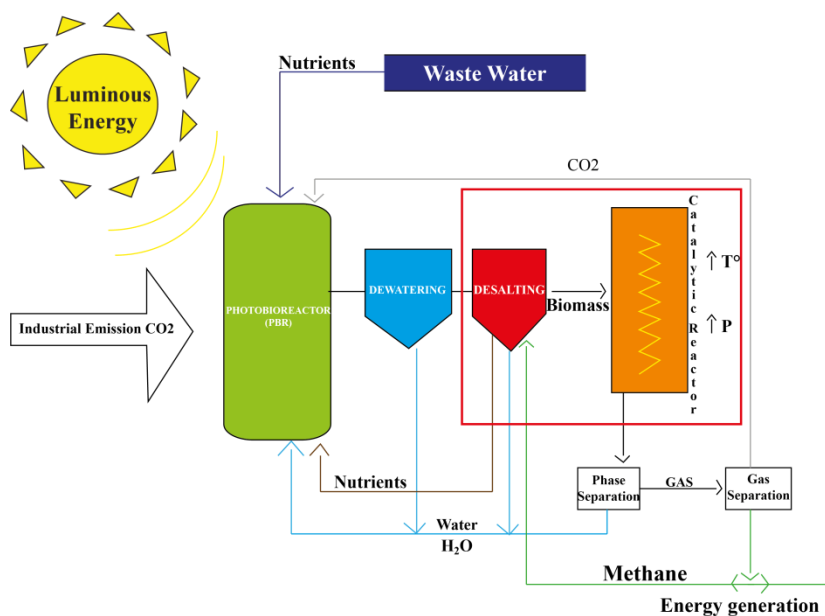 Luminous
Energy
Nutrients
Waste Water
CO2
Industrial Emission CO2
PHOTOBIOREACTOR
(PBR)
DEWATERING
DESALTING
Biomass
Catalytic Reactor
↑ T°
↑ P
Nutrients
Water
H₂O
Phase
Separation
GAS
Gas
Separation
Methane
Energy generation